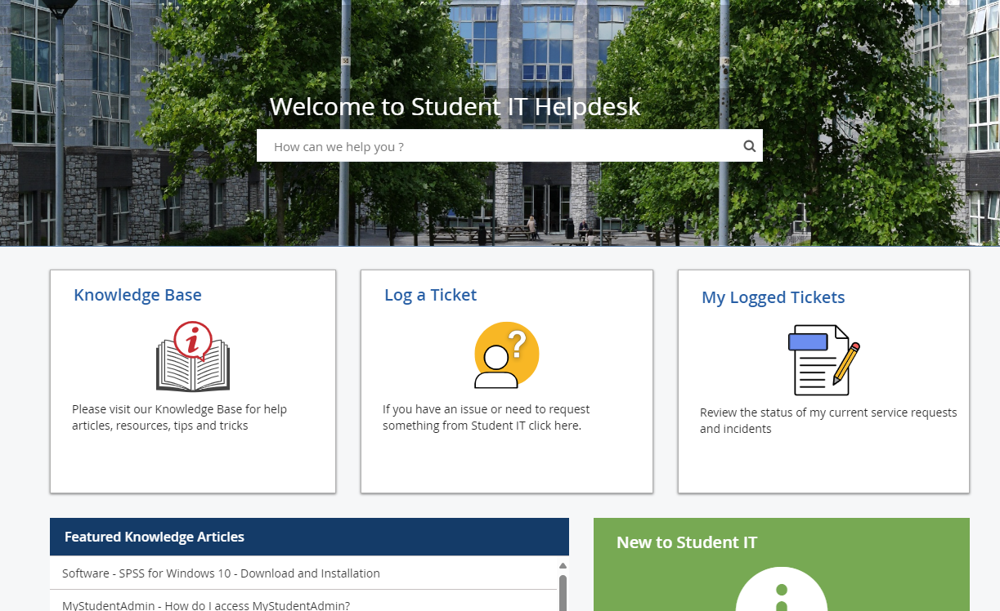 58
58
Welcome to Student IT Helpdesk
How can we help you ?
Knowledge Base
i
Please visit our Knowledge Base for help
articles, resources, tips and tricks
Log a Ticket
?
If you have an issue or need to request
something from Student IT click here.
My Logged Tickets
Review the status of my current service requests
and incidents
Featured Knowledge Articles
Software - SPSS for Windows 10 - Download and Installation
MyStudentAdmin - How do I access MyStudentAdmin?
New to Student IT
i